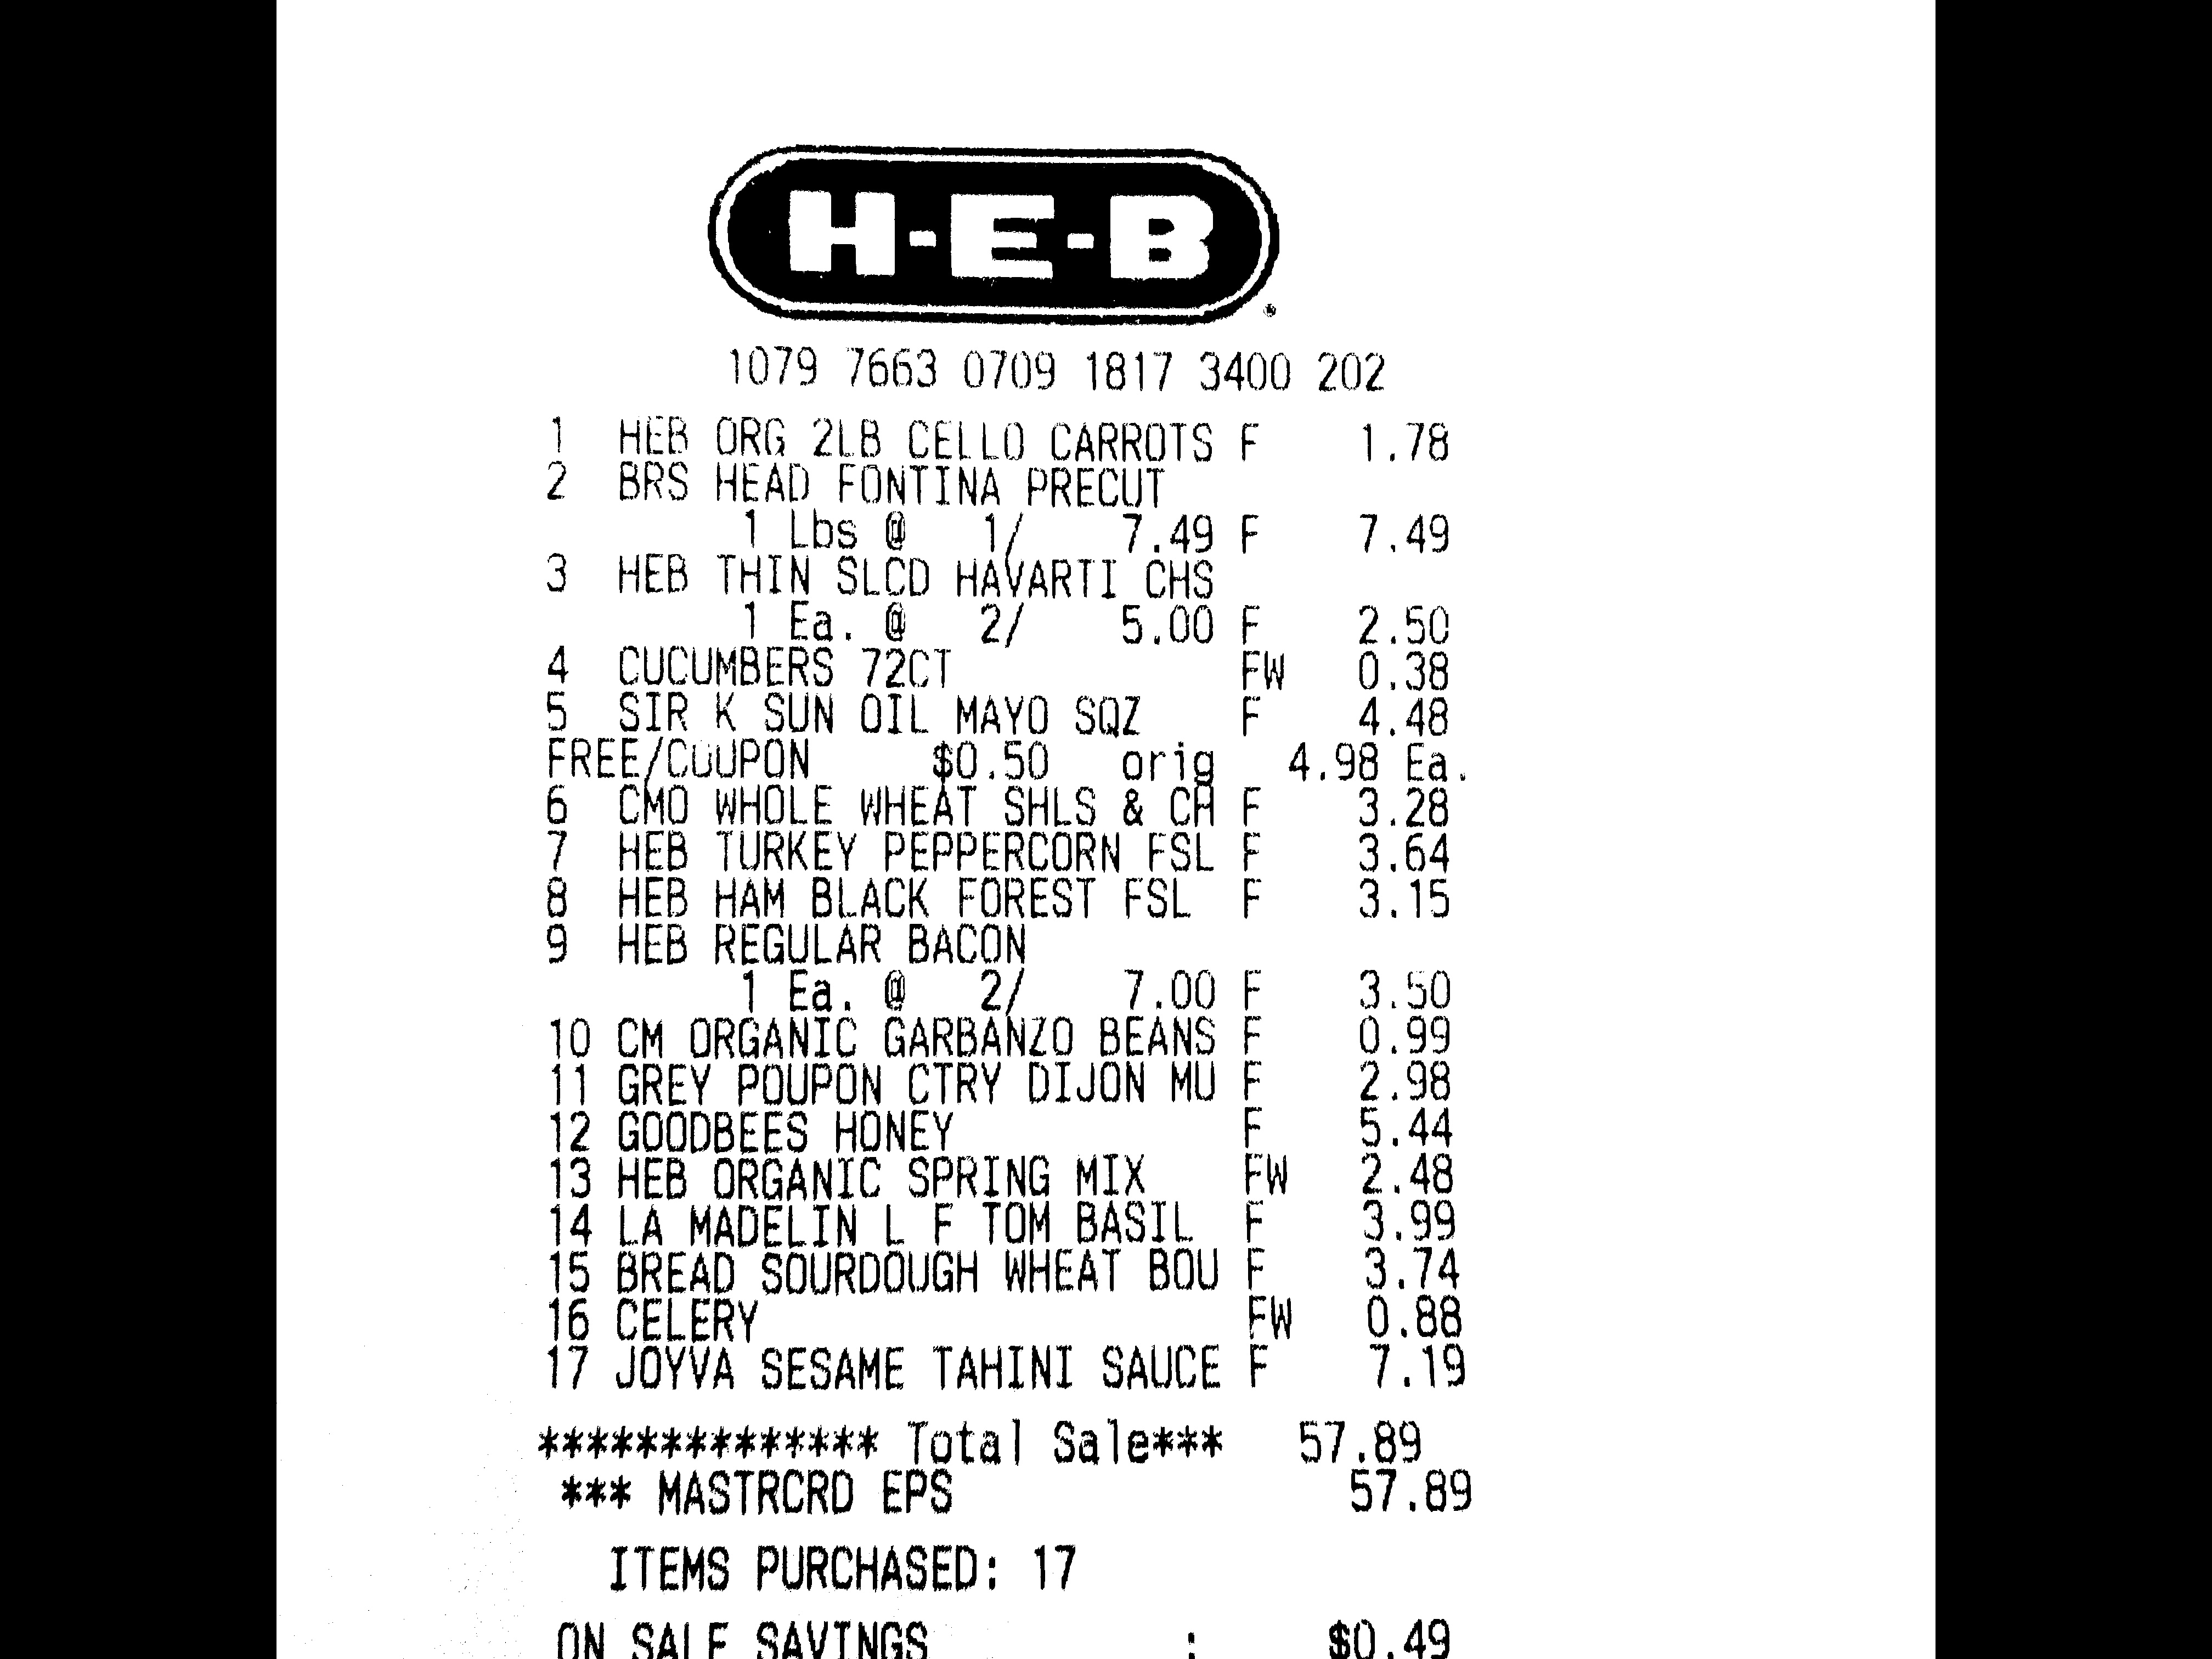 H-E-B
1079 7663 0709 1817 3400 202
1 HEB ORG 2LB CELLO CARROTS F 1.78
2 BRS HEAD FONTINA PRECUT
1 Lbs @ 1/ 7.49 F 7.49
3 HEB THIN SLCD HAVARTI CHS
1 Ea. @ 2/ 5.00 F 2.50
4 CUCUMBERS 72CT FW 0.38
5 SIR K SUN OIL MAYO SQZ F 4.48
FREE/COUPON $0.50 orig 4.98 Ea.
6 CMO WHOLE WHEAT SHLS & CH F 3.28
7 HEB TURKEY PEPPERCORN FSL F 3.64
8 HEB HAM BLACK FOREST FSL F 3.15
9 HEB REGULAR BACON
1 Ea. @ 2/ 7.00 F 3.50
10 CM ORGANIC GARBANZO BEANS F 0.99
11 GREY POUPON CTRY DIJON MU F 2.98
12 GOODBEES HONEY F 5.44
13 HEB ORGANIC SPRING MIX FW 2.48
14 LA MADELIN L F TOM BASIL F 3.99
15 BREAD SOURDOUGH WHEAT BOU F 3.74
16 CELERY FW 0.88
17 JOYVA SESAME TAHINI SAUCE F 7.19
************** Total Sale*** 57.89
*** MASTRCRD EPS 57.89
ITEMS PURCHASED: 17
ON SALE SAVINGS : $0.49